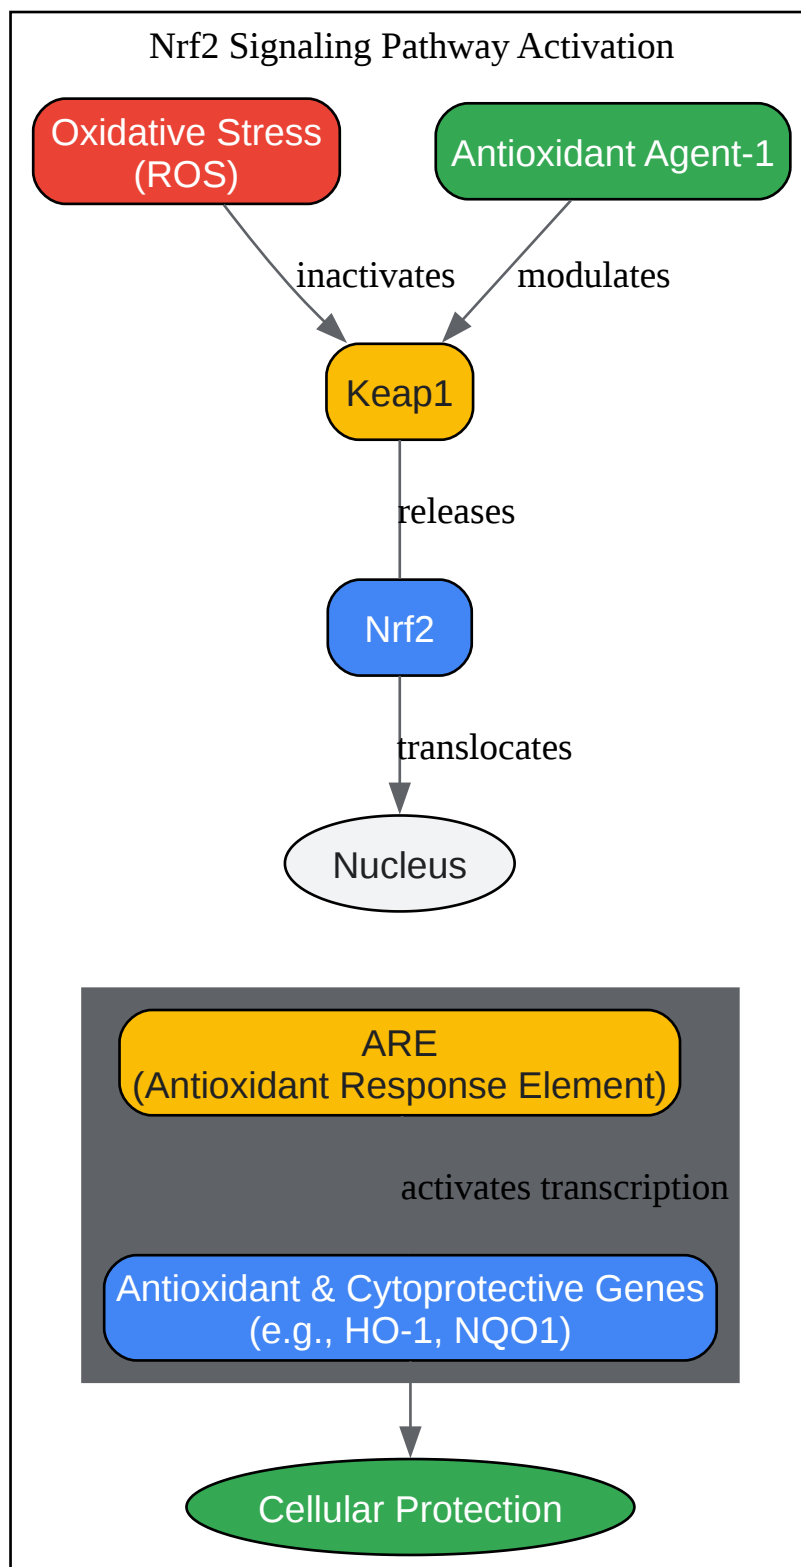 Nrf2 Signaling Pathway Activation
Oxidative Stress
(ROS)
Antioxidant Agent-1
inactivates
modulates
Keap1
releases
Nrf2
translocates
Nucleus
ARE
(Antioxidant Response Element)
activates transcription
Antioxidant & Cytoprotective Genes
(e.g., HO-1, NQO1)
Cellular Protection